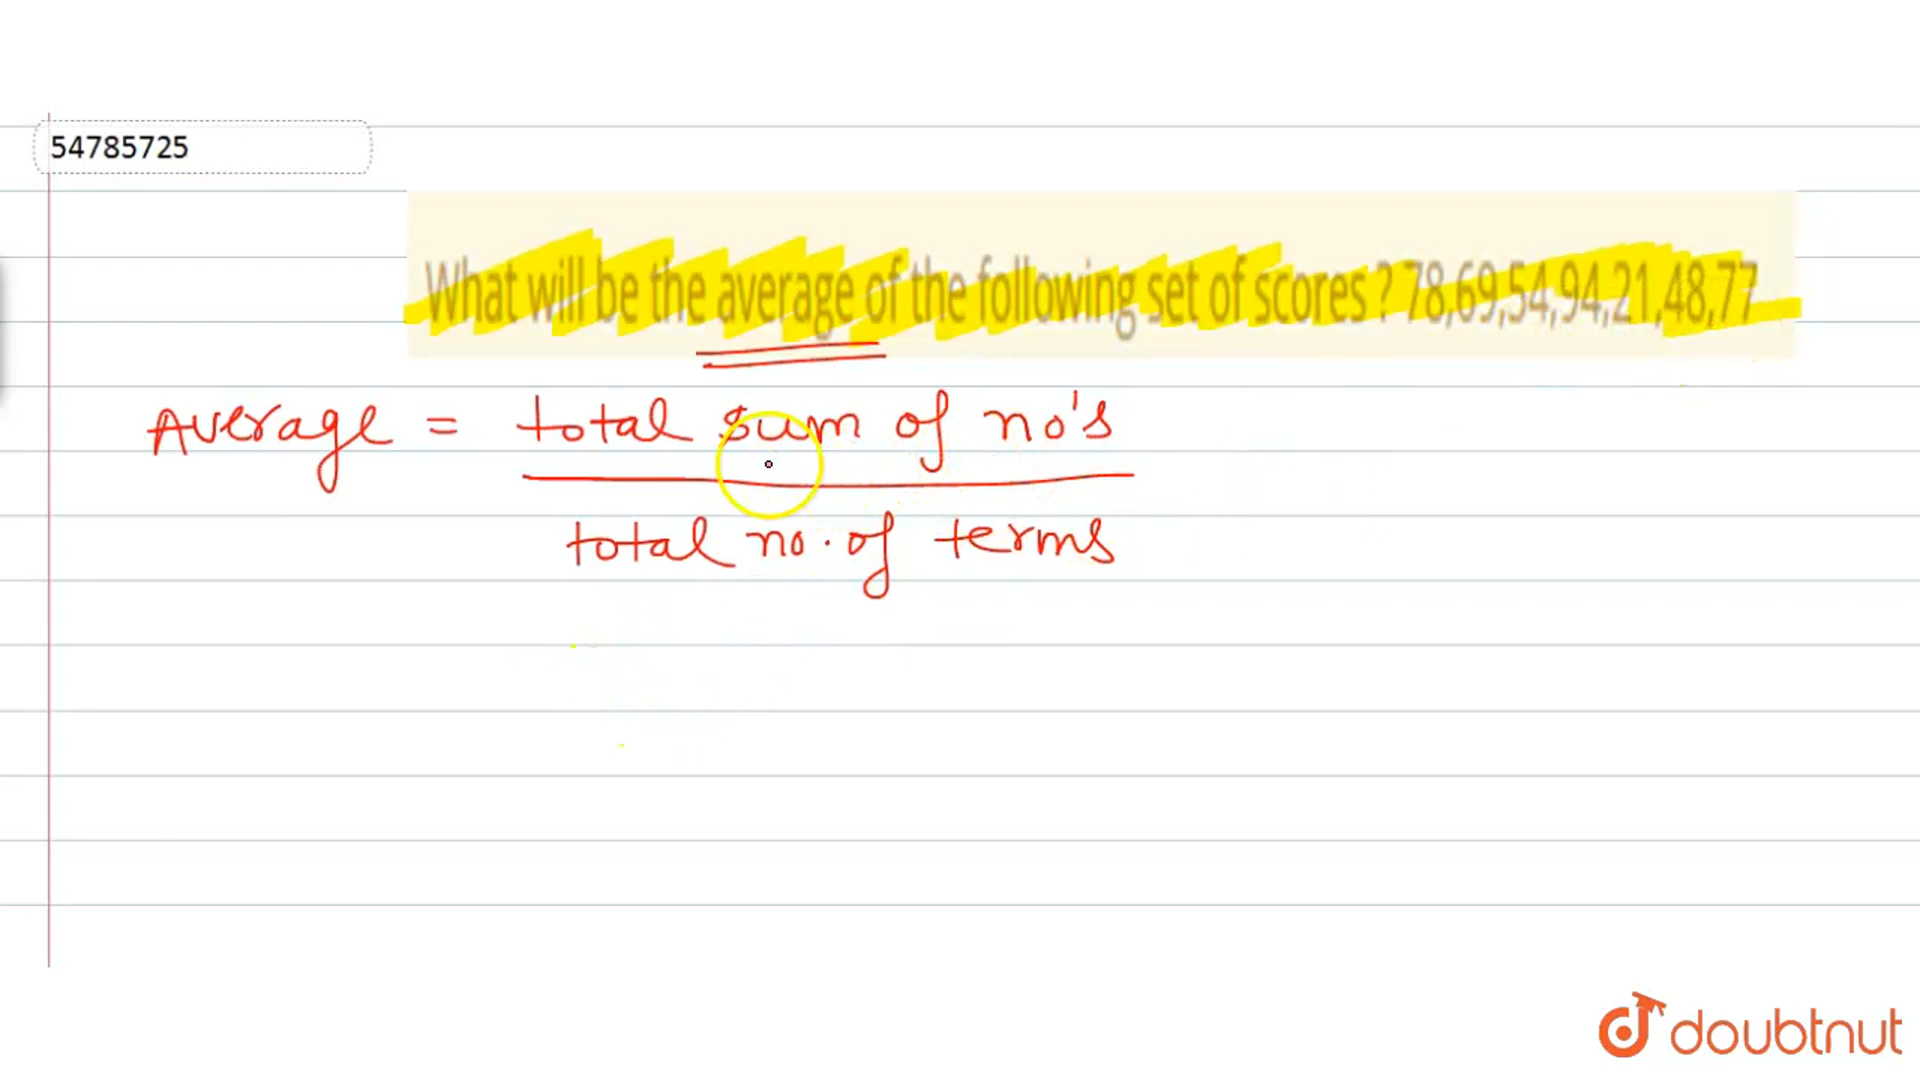 54785725
What will be the average of the following set of scores ? 78,69,54,94,21,48,77
Average = total sum of no's
total no. of terms
doubtnut